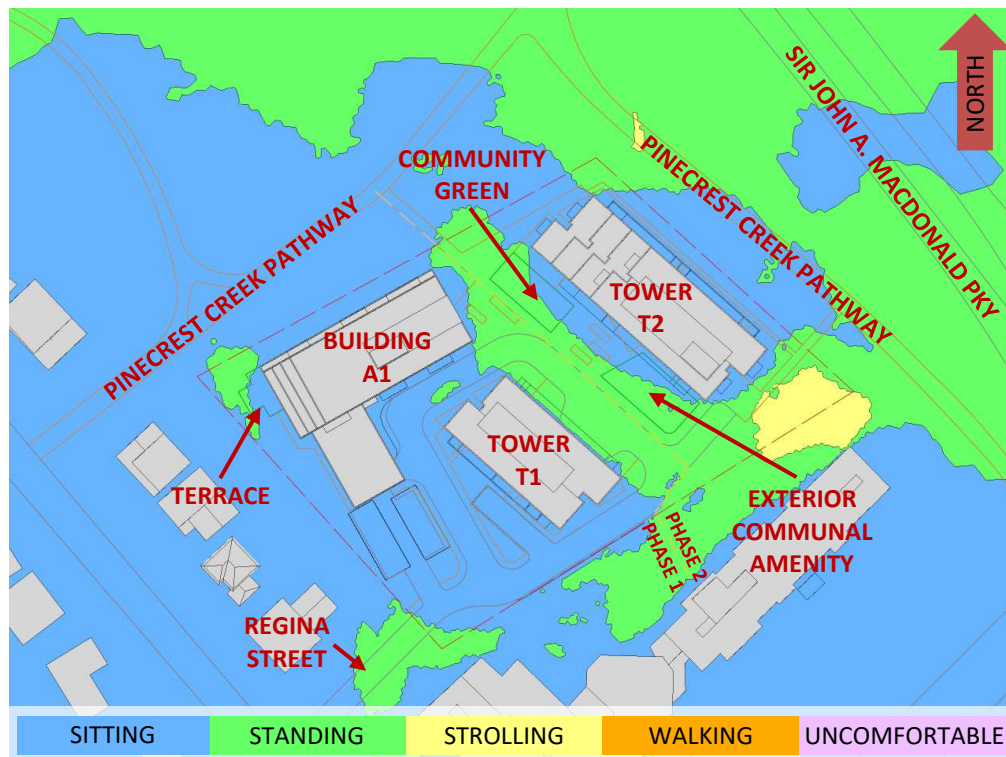 NORTH
SIR JOHN A. MACDONALD PKY
COMMUNITY
GREEN
PINECREST CREEK PATHWAY
PINECREST CREEK PATHWAY
TOWER
T2
BUILDING
A1
TOWER
T1
TERRACE
EXTERIOR
COMMUNAL
AMENITY
PHASE 2
PHASE 1
REGINA
STREET
SITTING
STANDING
STROLLING
WALKING
UNCOMFORTABLE